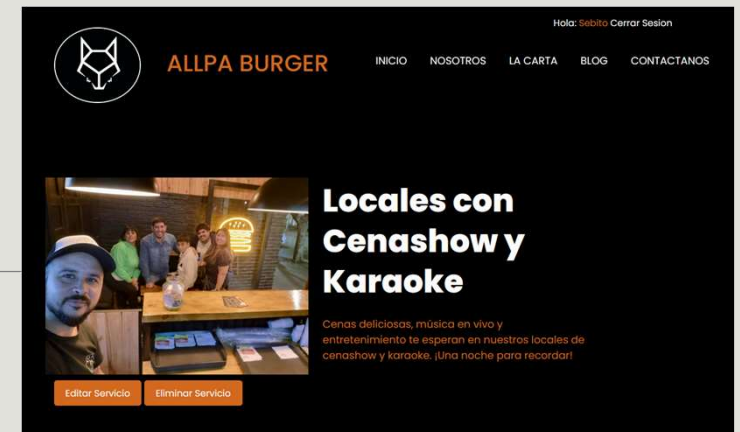 Hola: Sebito Cerrar Sesion
ALLPA BURGER
INICIO NOSOTROS LA CARTA BLOG CONTACTANOS
Locales con
Cenashow y
Karaoke
Cenas deliciosas, música en vivo y
entretenimiento te esperan en nuestros locales de
cenashow y karaoke. ¡Una noche para recordar!
Editar Servicio Eliminar Servicio